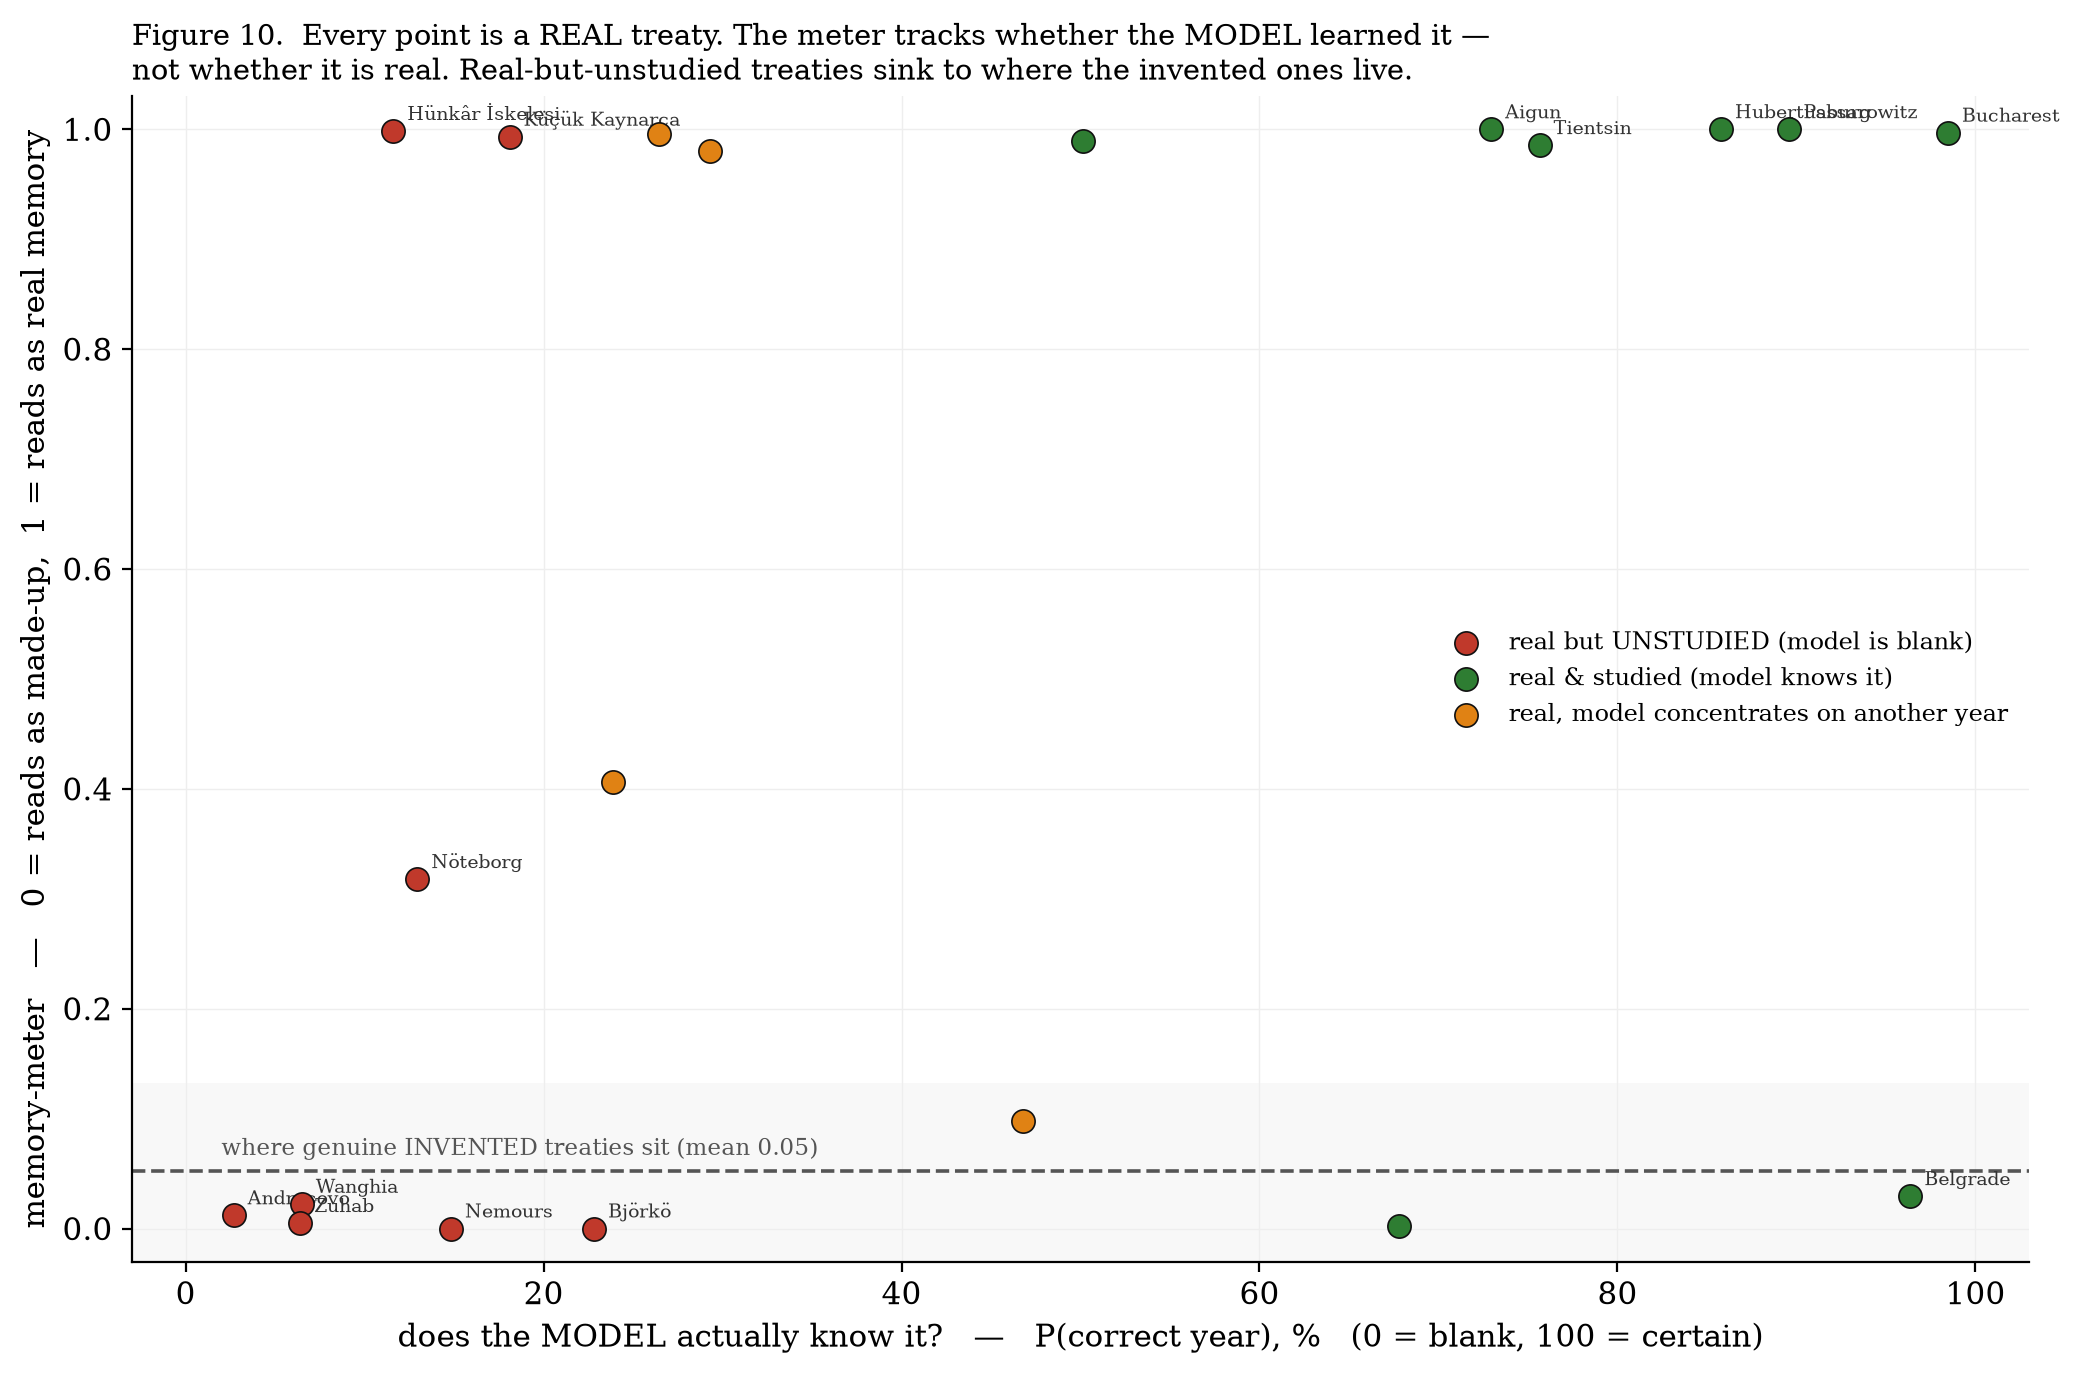 Figure 10.  Every point is a REAL treaty. The meter tracks whether the MODEL learned it —
not whether it is real. Real-but-unstudied treaties sink to where the invented ones live.
memory-meter — 0 = reads as made-up, 1 = reads as real memory
1.0
0.8
0.6
0.4
0.2
0.0
Hünkâr İskelesi
Küçük Kaynarca
Aigun
Tientsin
Hubertusburg
Passarowitz
Bucharest
real but UNSTUDIED (model is blank)
real & studied (model knows it)
real, model concentrates on another year
Nöteborg
where genuine INVENTED treaties sit (mean 0.05)
Andrusovo
Wanghia
Zuhab
Nemours
Björkö
Belgrade
0
20
40
60
80
100
does the MODEL actually know it? — P(correct year), % (0 = blank, 100 = certain)